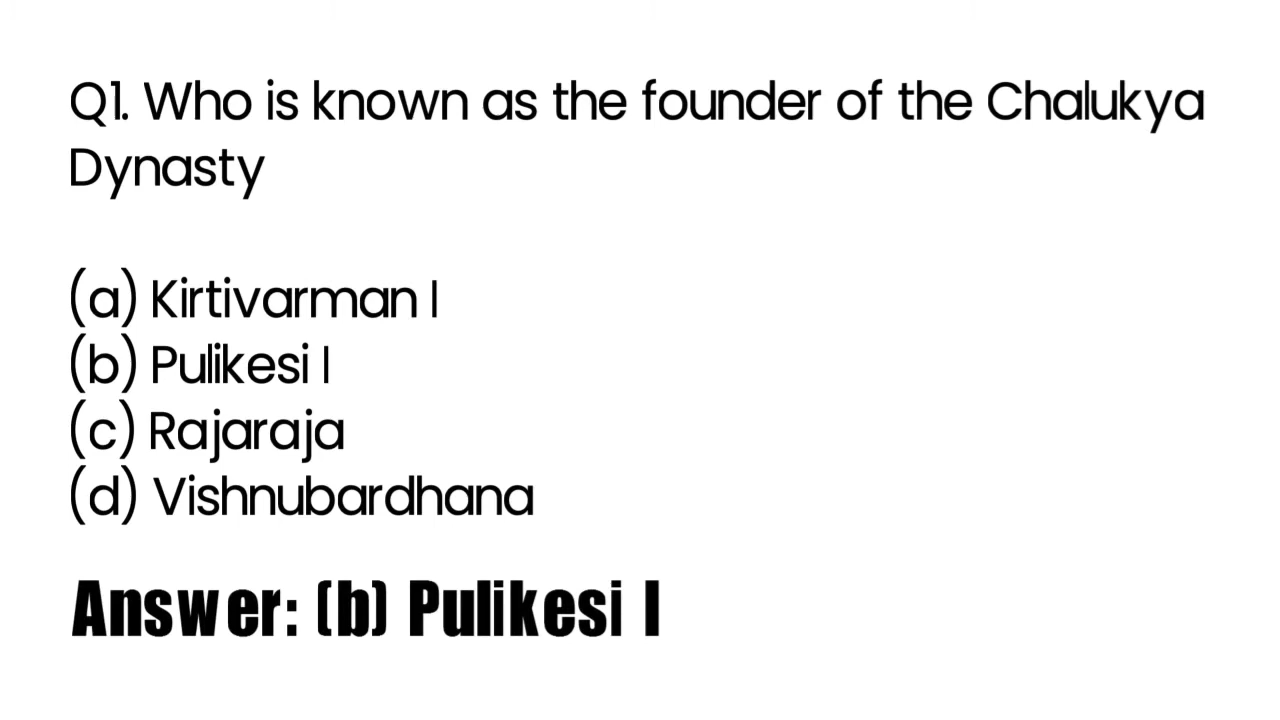 Q1. Who is known as the founder of the Chalukya
Dynasty
(a) Kirtivarman I
(b) Pulikesi I
(c) Rajaraja
(d) Vishnubardhana
Answer: (b) Pulikesi I